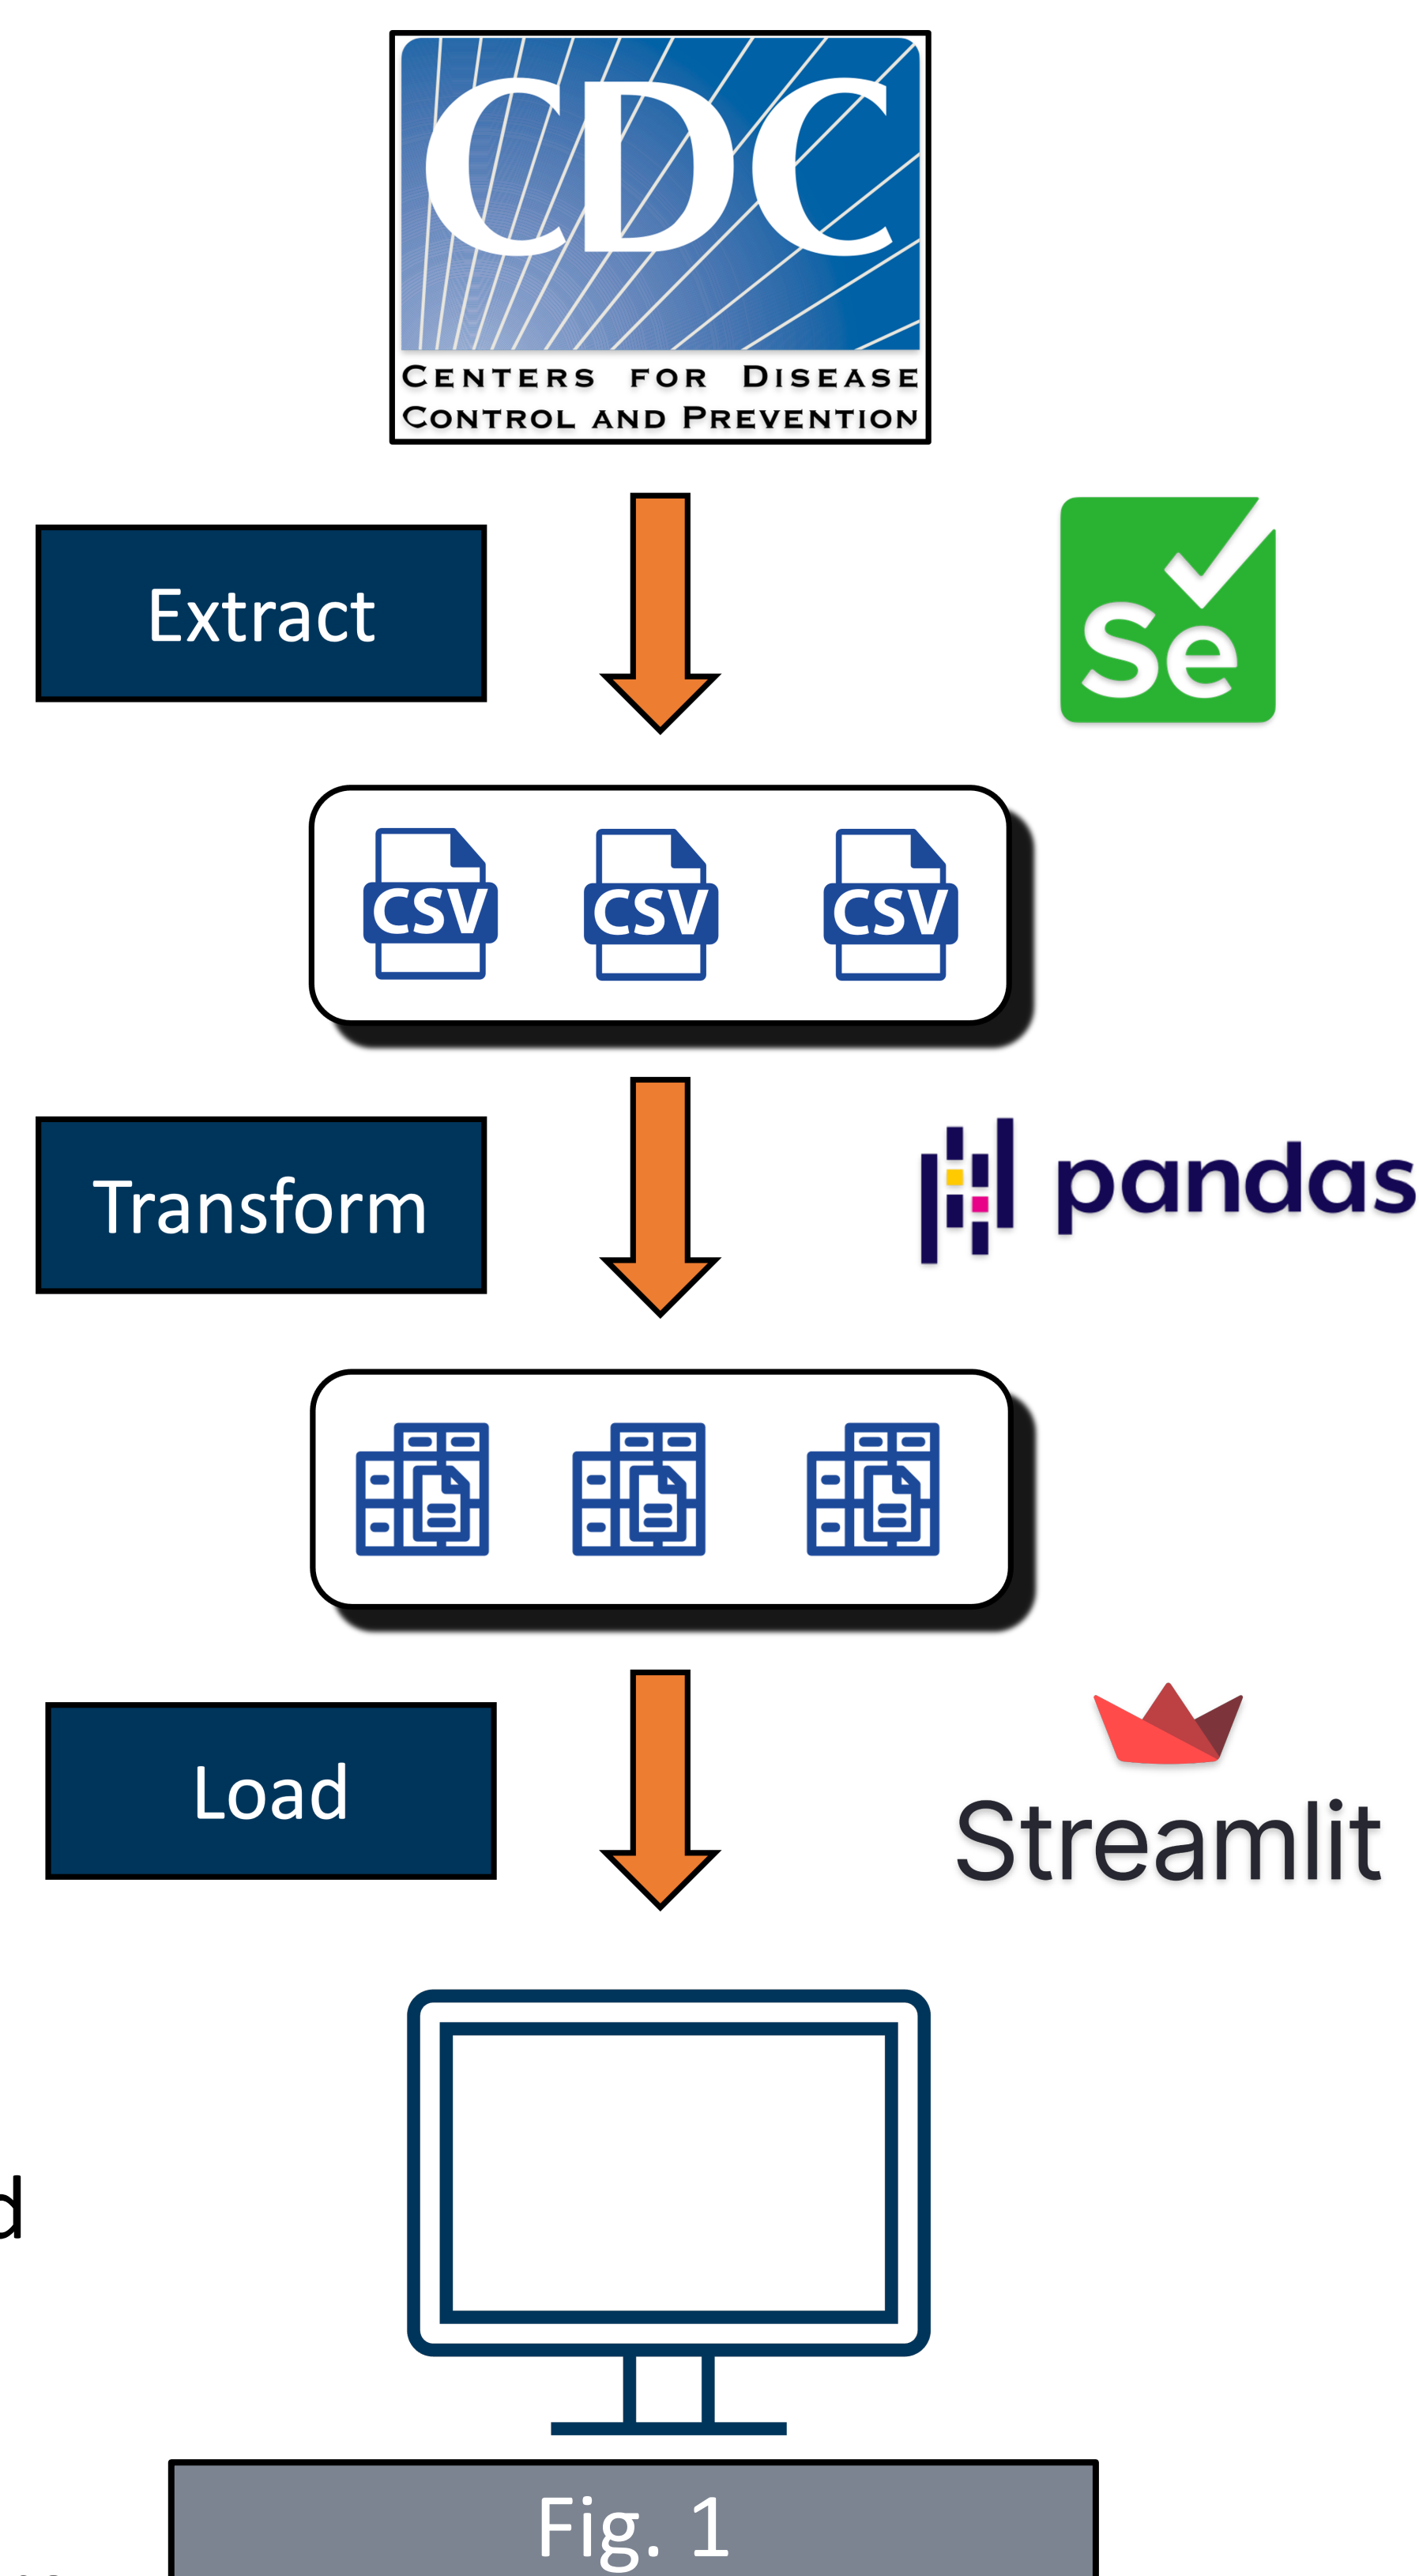 CDC
CENTERS FOR DISEASE
CONTROL AND PREVENTION
Extract
Se
CSV CSV CSV
Transform
pandas
Load
Streamlit
d
Fig. 1